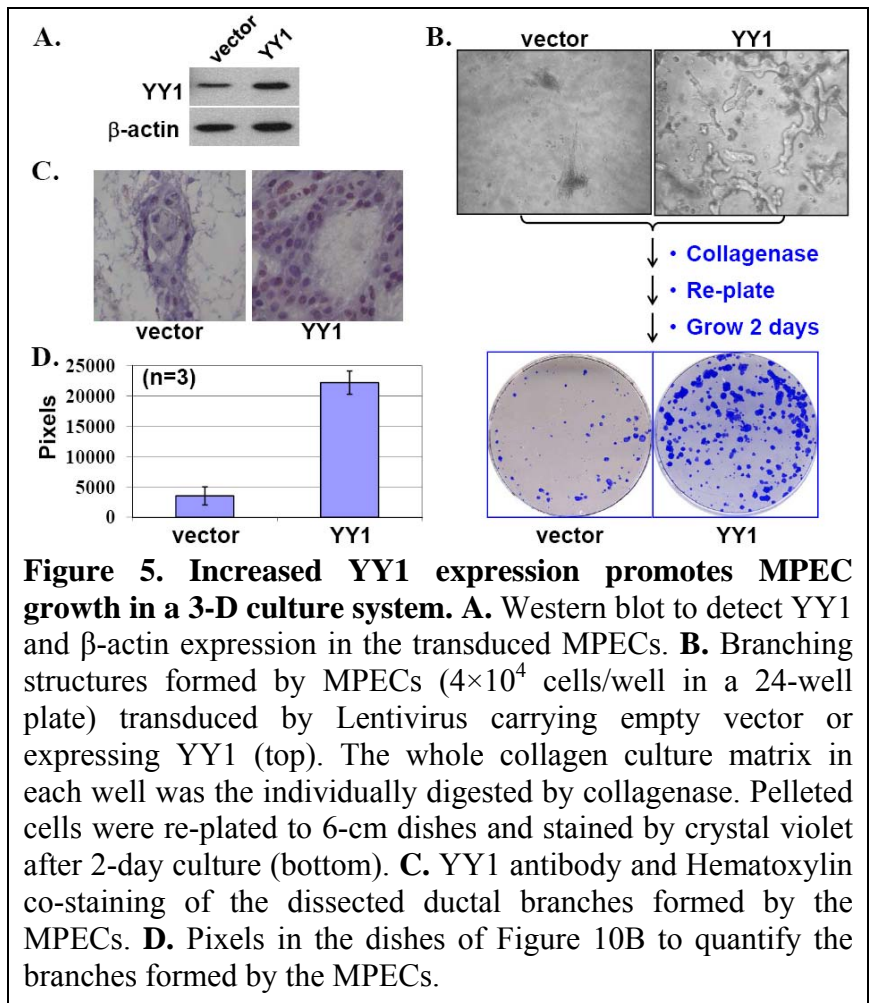 A.
vector YY1
YY1
β-actin
B.
vector YY1
• Collagenase
• Re-plate
• Grow 2 days
vector YY1
C.
vector YY1
D.
25000
20000
15000
10000
5000
0
Pixels
(n=3)
vector YY1
Figure 5. Increased YY1 expression promotes MPEC
growth in a 3-D culture system. A. Western blot to detect YY1
and β-actin expression in the transduced MPECs. B. Branching
structures formed by MPECs (4×10⁴ cells/well in a 24-well
plate) transduced by Lentivirus carrying empty vector or
expressing YY1 (top). The whole collagen culture matrix in
each well was the individually digested by collagenase. Pelleted
cells were re-plated to 6-cm dishes and stained by crystal violet
after 2-day culture (bottom). C. YY1 antibody and Hematoxylin
co-staining of the dissected ductal branches formed by the
MPECs. D. Pixels in the dishes of Figure 10B to quantify the
branches formed by the MPECs.